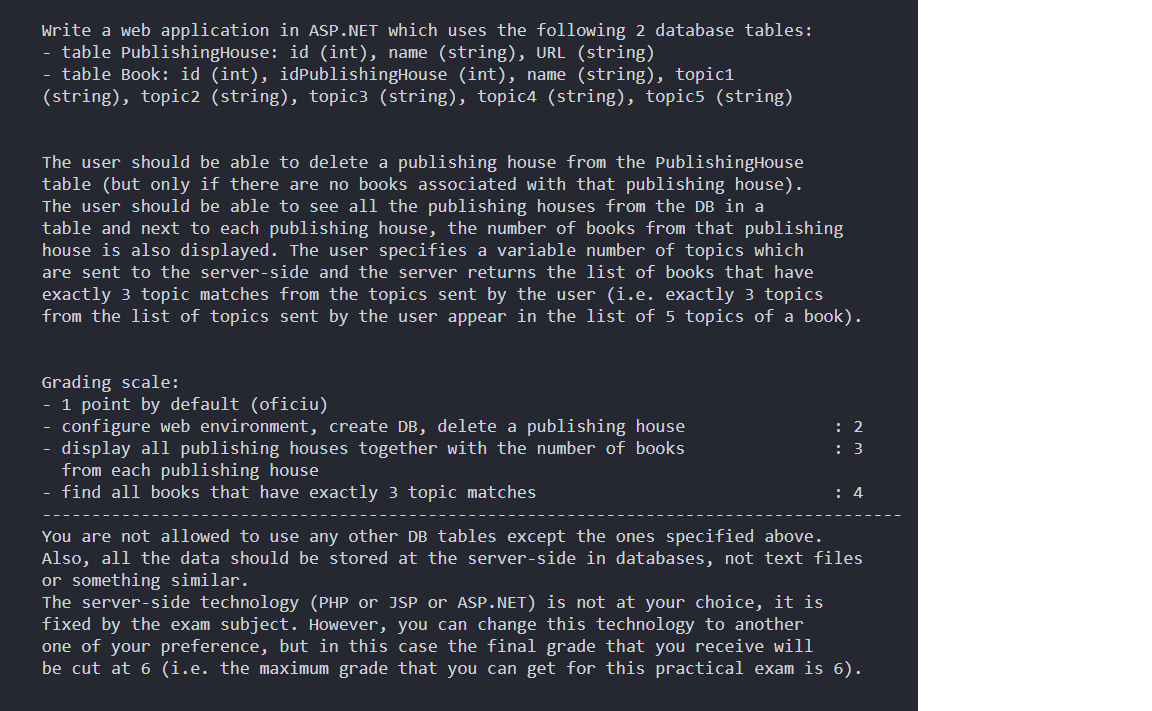 Write a web application in ASP.NET which uses the following 2 database tables:
- table PublishingHouse: id (int), name (string), URL (string)
- table Book: id (int), idPublishingHouse (int), name (string), topic1
(string), topic2 (string), topic3 (string), topic4 (string), topic5 (string)
The user should be able to delete a publishing house from the PublishingHouse
table (but only if there are no books associated with that publishing house).
The user should be able to see all the publishing houses from the DB in a
table and next to each publishing house, the number of books from that publishing
house is also displayed. The user specifies a variable number of topics which
are sent to the server-side and the server returns the list of books that have
exactly 3 topic matches from the topics sent by the user (i.e. exactly 3 topics
from the list of topics sent by the user appear in the list of 5 topics of a book).
Grading scale:
- 1 point by default (oficiu)
- configure web environment, create DB, delete a publishing house : 2
- display all publishing houses together with the number of books : 3
from each publishing house
- find all books that have exactly 3 topic matches : 4
---------------------------------------------------------------------------------------
You are not allowed to use any other DB tables except the ones specified above.
Also, all the data should be stored at the server-side in databases, not text files
or something similar.
The server-side technology (PHP or JSP or ASP.NET) is not at your choice, it is
fixed by the exam subject. However, you can change this technology to another
one of your preference, but in this case the final grade that you receive will
be cut at 6 (i.e. the maximum grade that you can get for this practical exam is 6).